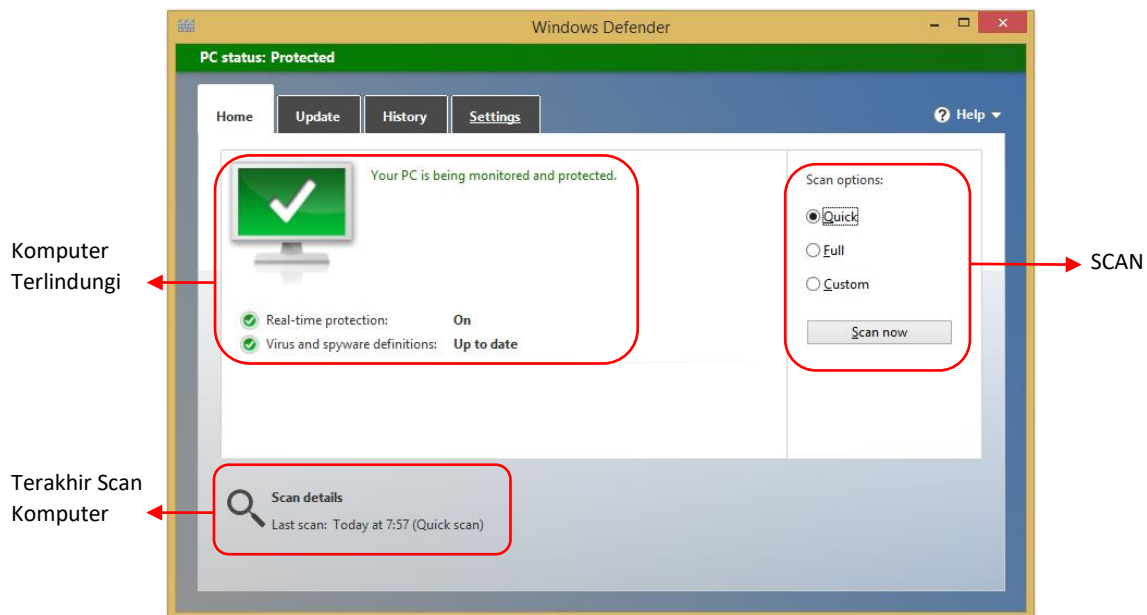 Windows Defender
PC status: Protected
Home
Update
History
Settings
Help
Your PC is being monitored and protected.
Real-time protection: On
Virus and spyware definitions: Up to date
Scan options:
Quick
Full
Custom
Scan now
Scan details
Last scan: Today at 7:57 (Quick scan)
Komputer
Terlindungi
SCAN
Terakhir Scan
Komputer